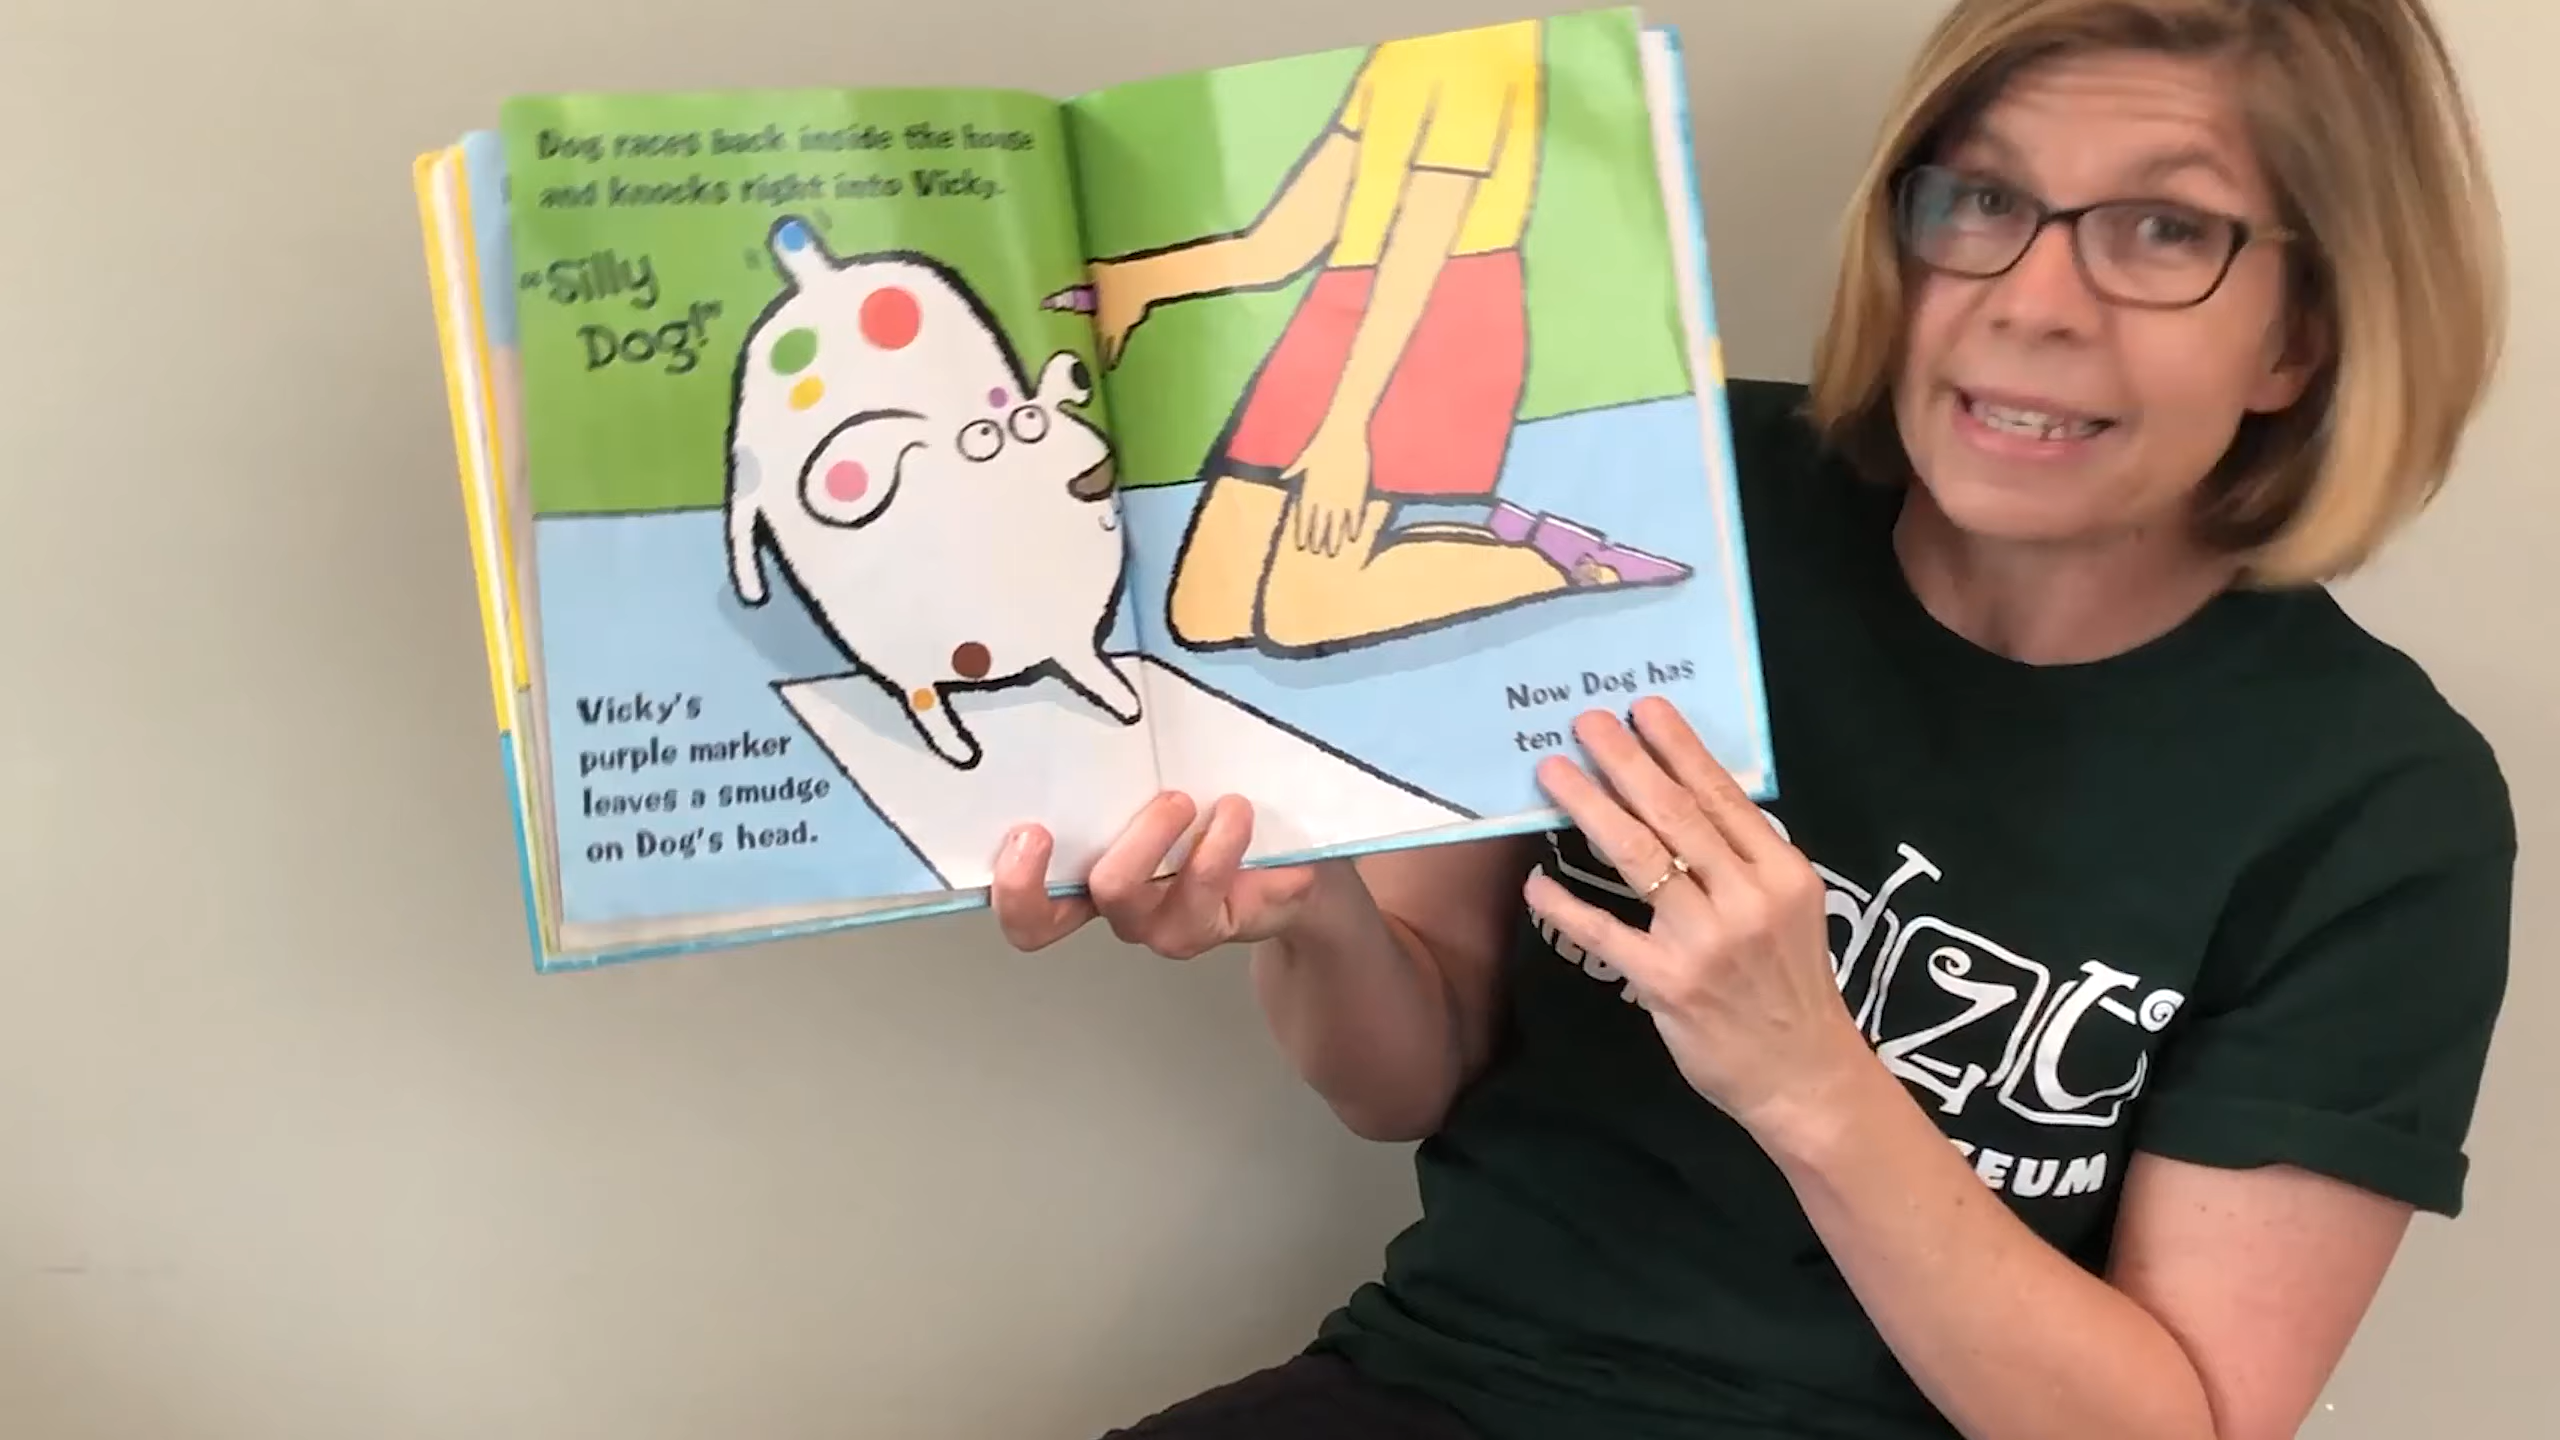 Dog races back inside the house
and knocks right into Vicky.
"Silly
Dog!"
Vicky's
purple marker
leaves a smudge
on Dog's head.
Now Dog has
ten